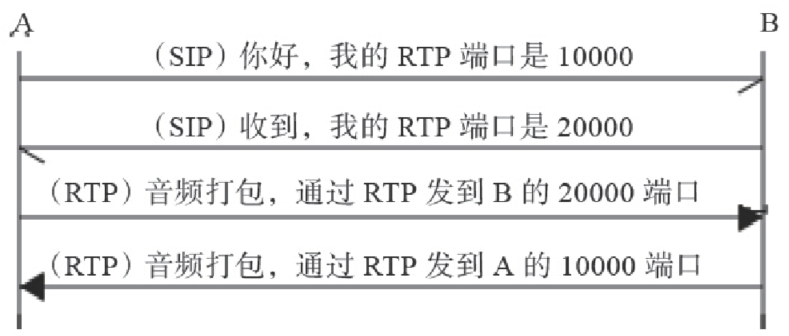 A
B
（SIP）你好，我的 RTP 端口是 10000
（SIP）收到，我的 RTP 端口是 20000
（RTP）音频打包，通过 RTP 发到 B 的 20000 端口
（RTP）音频打包，通过 RTP 发到 A 的 10000 端口